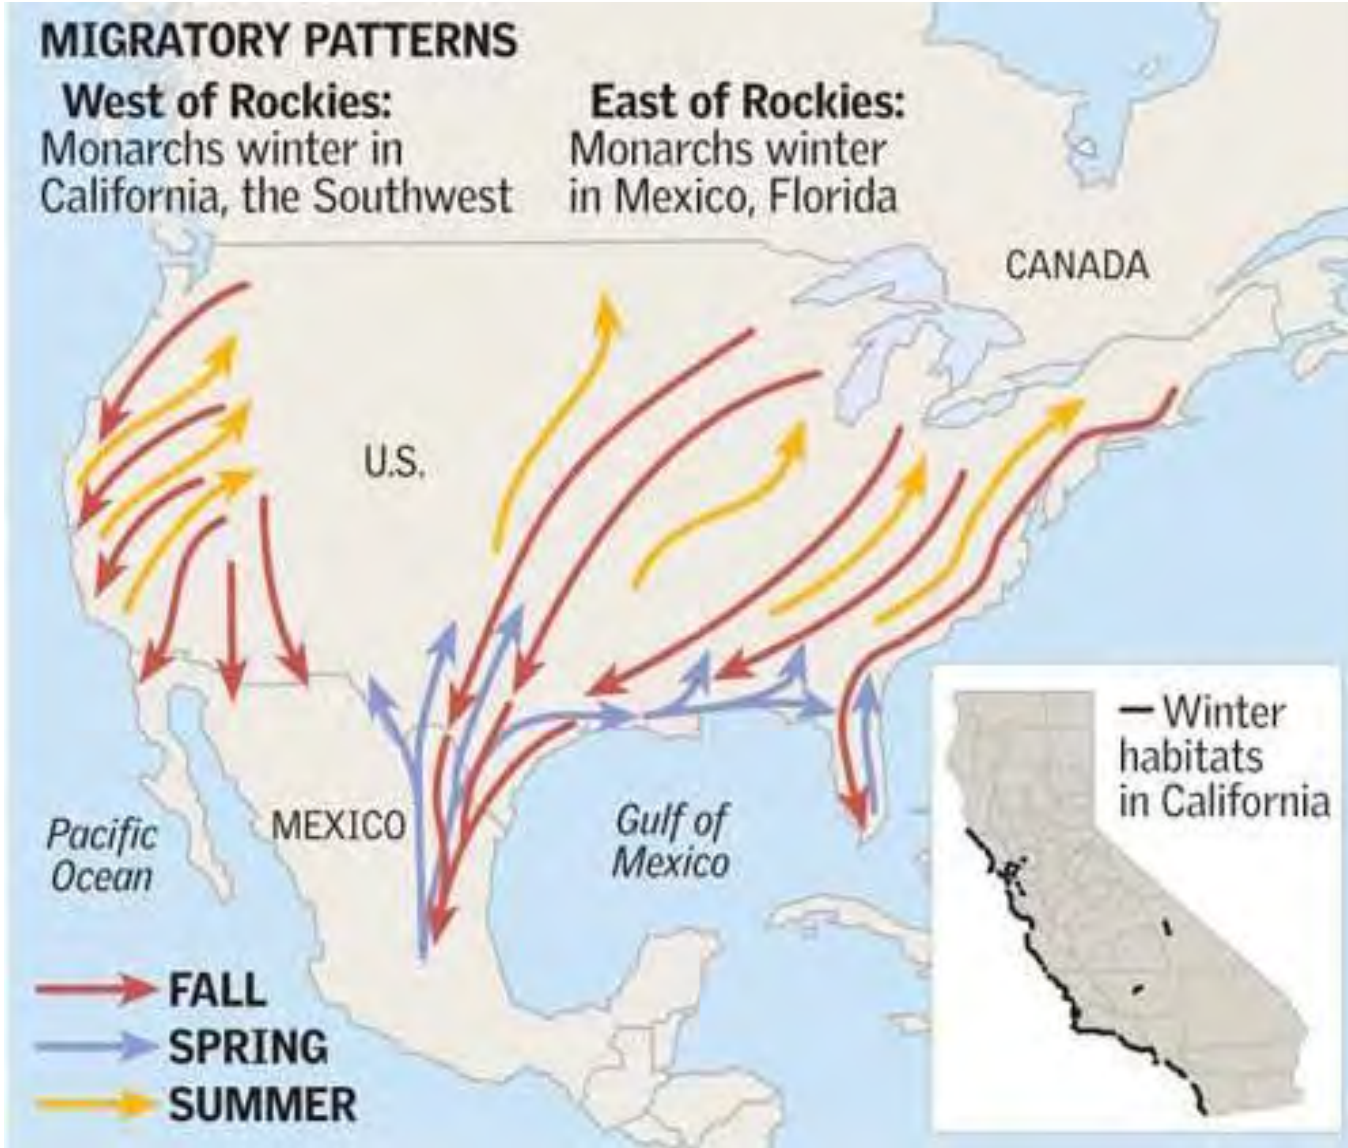 MIGRATORY PATTERNS
West of Rockies:
Monarchs winter in
California, the Southwest
East of Rockies:
Monarchs winter
in Mexico, Florida
CANADA
U.S.
MEXICO
Pacific
Ocean
Gulf of
Mexico
FALL
SPRING
SUMMER
Winter
habitats
in California